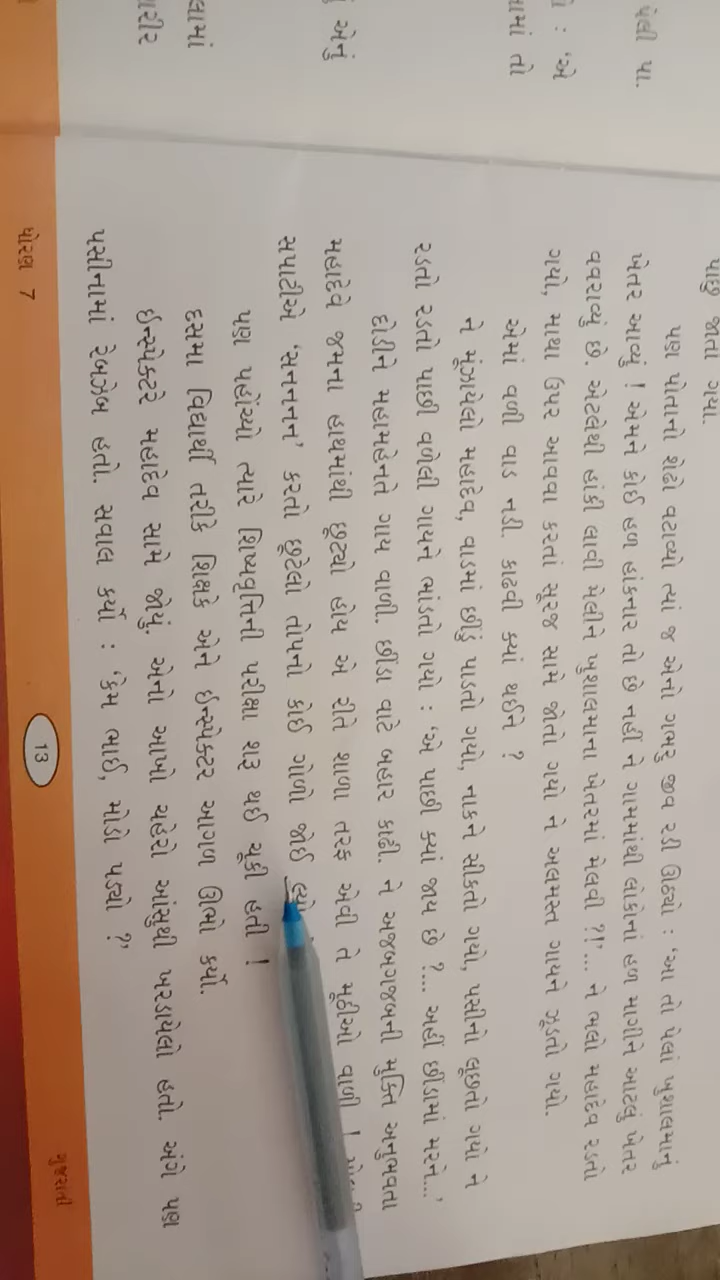 પાછું જાતા ગયા.
પણ પોતાનો શેઢો વટાવ્યો ત્યાં જ એનો ગભરુ જીવ રડી ઊઠ્યો : ‘આ તો પેલાં ખુશાલમાનું
ખેતર આવ્યું ! એમને કોઈ હળ હાંકનાર તો છે નહીં ને ગામમાંથી લોકોનાં હળ માગીને આટલું ખેતર
વવરાવ્યું છે. એટલેથી હાંકી લાવી મેલીને ખુશાલમાના ખેતરમાં મેલવી ?!’... ને ભલો મહાદેવ રડતો
ગયો, માથા ઉપર આવવા કરતાં સૂરજ સામે જોતો ગયો ને અલમસ્ત ગાયને ઝૂડતો ગયો.
એમાં વળી વાડ નડી. કાઢવી ક્યાં થઈને ?
ને મૂંઝાયેલો મહાદેવ, વાડમાં છીંડું પાડતો ગયો, નાકને સીકતો ગયો, પસીનો લૂછતો ગયો ને
રડતો રડતો પાછી વળેલી ગાયને ભાંડતો ગયો : ‘એ પાછી ક્યાં જાય છે ?... અહીં છીંડામાં મરને...’
દોડીને મહામહેનતે ગાય વાળી. છીંડા વાટે બહાર કાઢી. ને અજબગજબની મુક્તિ અનુભવતા
મહાદેવે જમના હાથમાંથી છુટ્યો હોય એ રીતે શાળા તરફ એવી તે મૂઠીઓ વાળી !
સપાટીએ ‘સનનનન’ કરતો છૂટેલો તોપનો કોઈ ગોળો જોઈ લ્યો
પણ પહોંચ્યો ત્યારે શિષ્યવૃત્તિની પરીક્ષા શરૂ થઈ ચૂકી હતી !
દસમા વિદ્યાર્થી તરીકે શિક્ષકે એને ઈન્સ્પેક્ટર આગળ ઊભો કર્યો.
ઈન્સ્પેક્ટરે મહાદેવ સામે જોયું. એનો આખો ચહેરો આંસુથી ખરડાયેલો હતો. અંગ પણ
પસીનામાં રેબઝેબ હતો. સવાલ કર્યો : ‘કેમ ભાઈ, મોડો પડ્યો ?’
ધોરણ 7
13
ગુજરાતી
પેલી પા.
: ‘એ
મામાં તો
એનું
લામાં